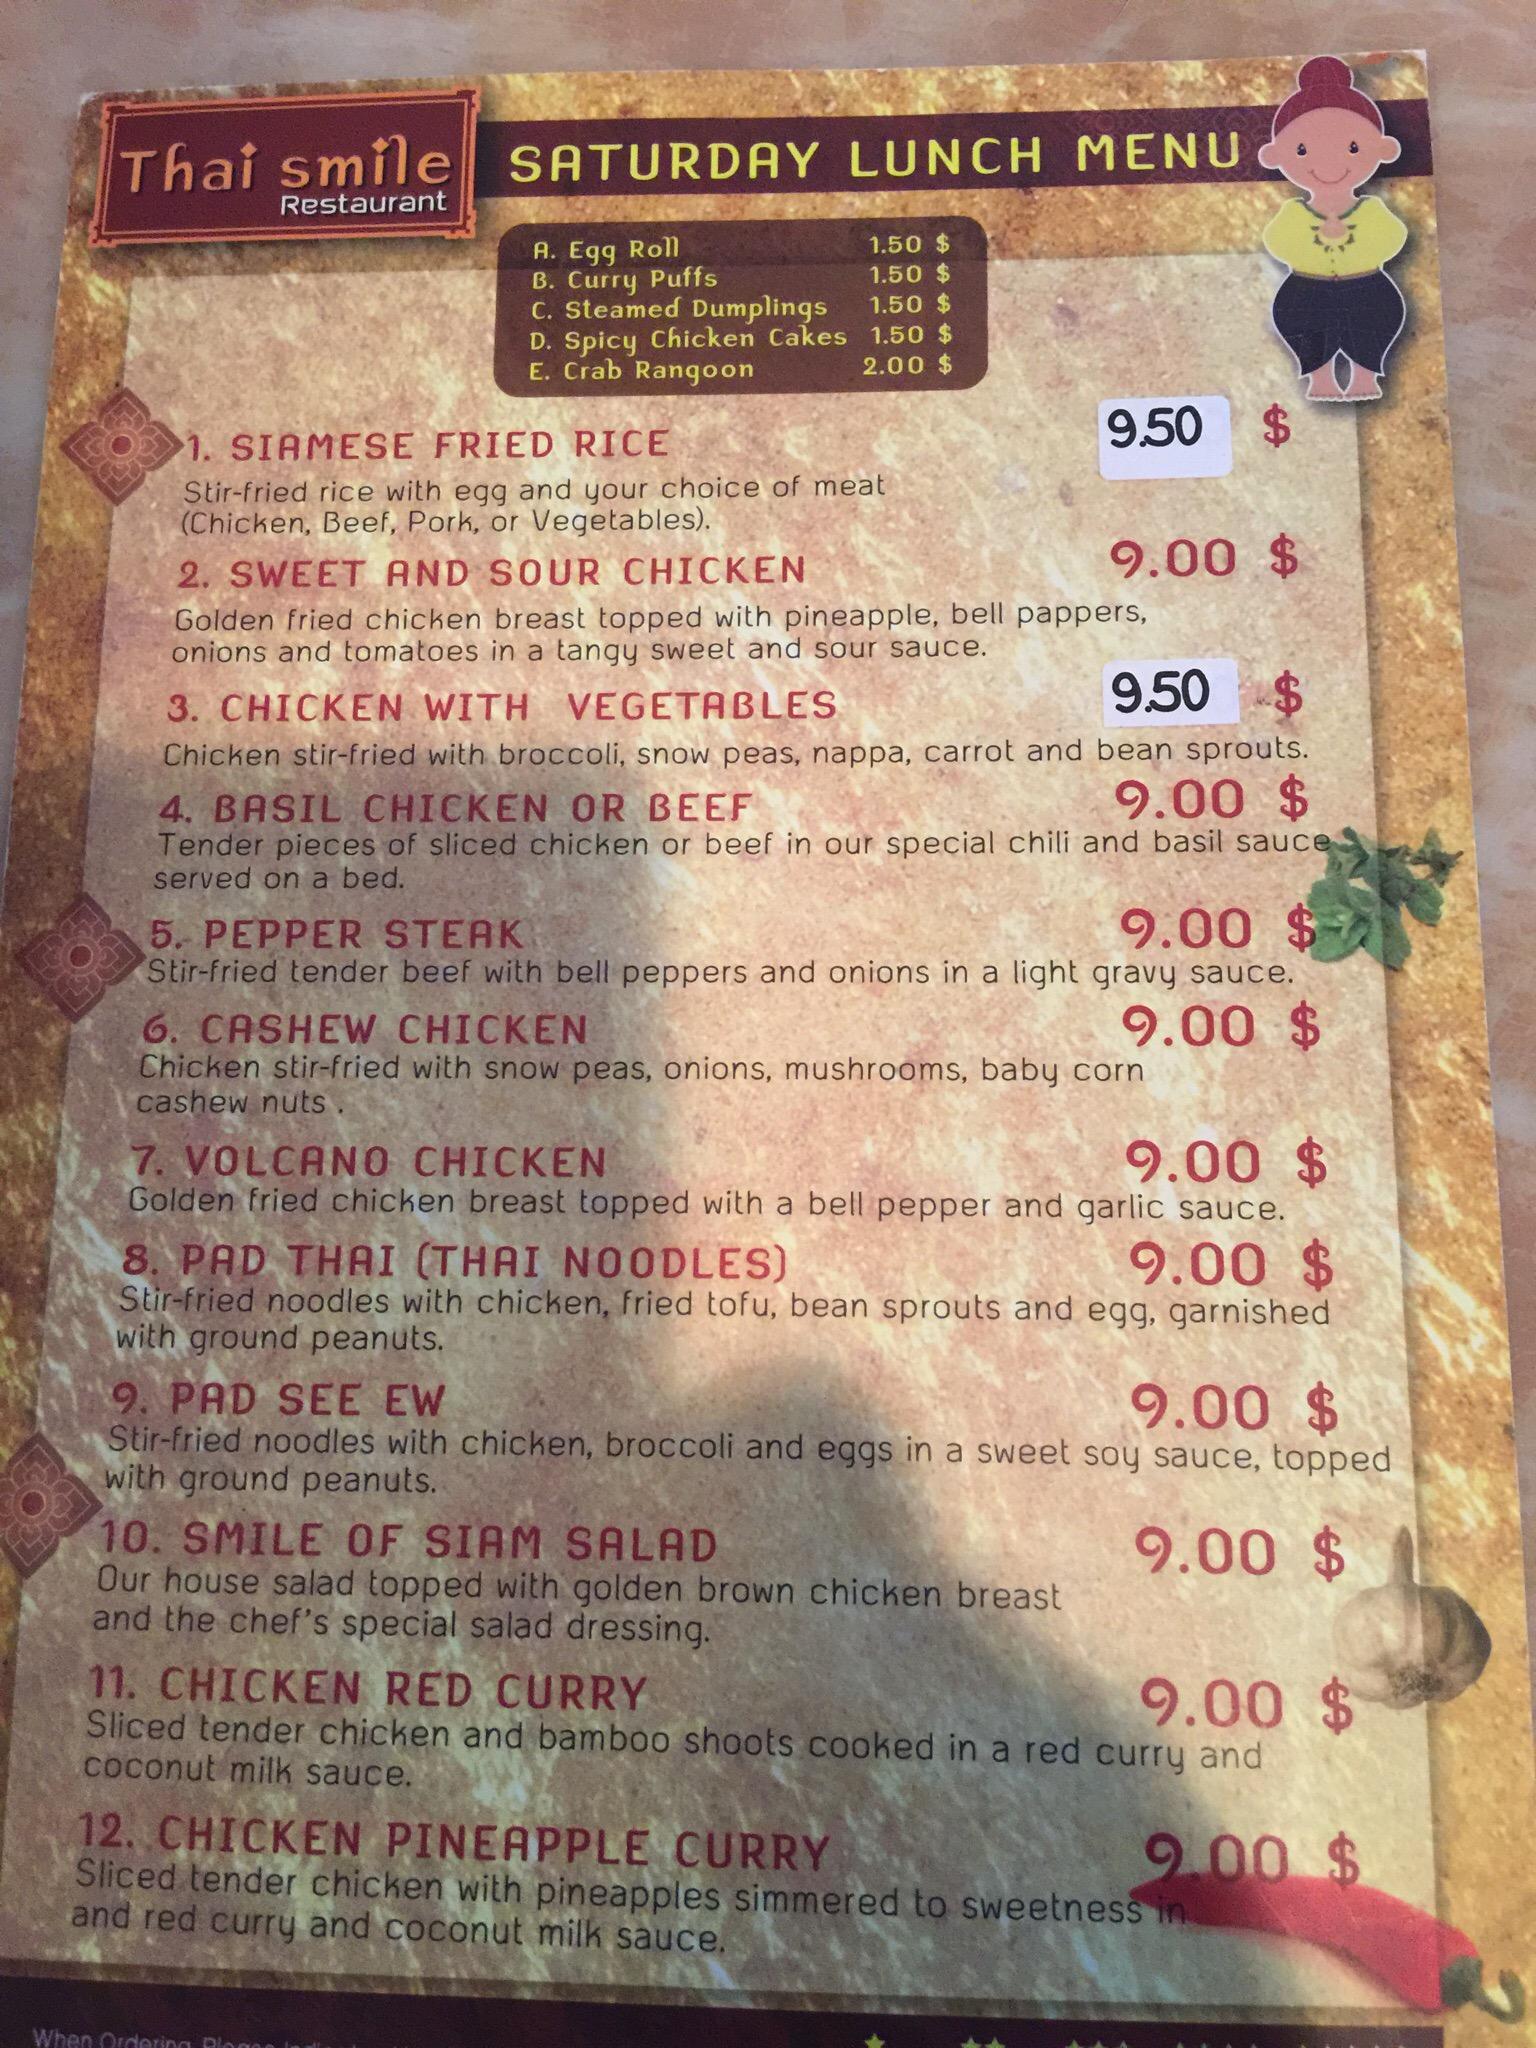 Thai smile
Restaurant
SATURDAY LUNCH MENU
A. Egg Roll 1.50 $
B. Curry Puffs 1.50 $
C. Steamed Dumplings 1.50 $
D. Spicy Chicken Cakes 1.50 $
E. Crab Rangoon 2.00 $
1. SIAMESE FRIED RICE 9.50 $
Stir-fried rice with egg and your choice of meat
(Chicken, Beef, Pork, or Vegetables).
2. SWEET AND SOUR CHICKEN 9.00 $
Golden fried chicken breast topped with pineapple, bell pappers,
onions and tomatoes in a tangy sweet and sour sauce.
3. CHICKEN WITH VEGETABLES 9.50 $
Chicken stir-fried with broccoli, snow peas, nappa, carrot and bean sprouts.
4. BASIL CHICKEN OR BEEF 9.00 $
Tender pieces of sliced chicken or beef in our special chili and basil sauce
served on a bed.
5. PEPPER STEAK 9.00 $
Stir-fried tender beef with bell peppers and onions in a light gravy sauce.
6. CASHEW CHICKEN 9.00 $
Chicken stir-fried with snow peas, onions, mushrooms, baby corn
cashew nuts .
7. VOLCANO CHICKEN 9.00 $
Golden fried chicken breast topped with a bell pepper and garlic sauce.
8. PAD THAI (THAI NOODLES) 9.00 $
Stir-fried noodles with chicken, fried tofu, bean sprouts and egg, garnished
with ground peanuts.
9. PAD SEE EW 9.00 $
Stir-fried noodles with chicken, broccoli and eggs in a sweet soy sauce, topped
with ground peanuts.
10. SMILE OF SIAM SALAD 9.00 $
Our house salad topped with golden brown chicken breast
and the chef's special salad dressing.
11. CHICKEN RED CURRY 9.00 $
Sliced tender chicken and bamboo shoots cooked in a red curry and
coconut milk sauce.
12. CHICKEN PINEAPPLE CURRY 9.00 $
Sliced tender chicken with pineapples simmered to sweetness in
and red curry and coconut milk sauce.
When Ordering, Please